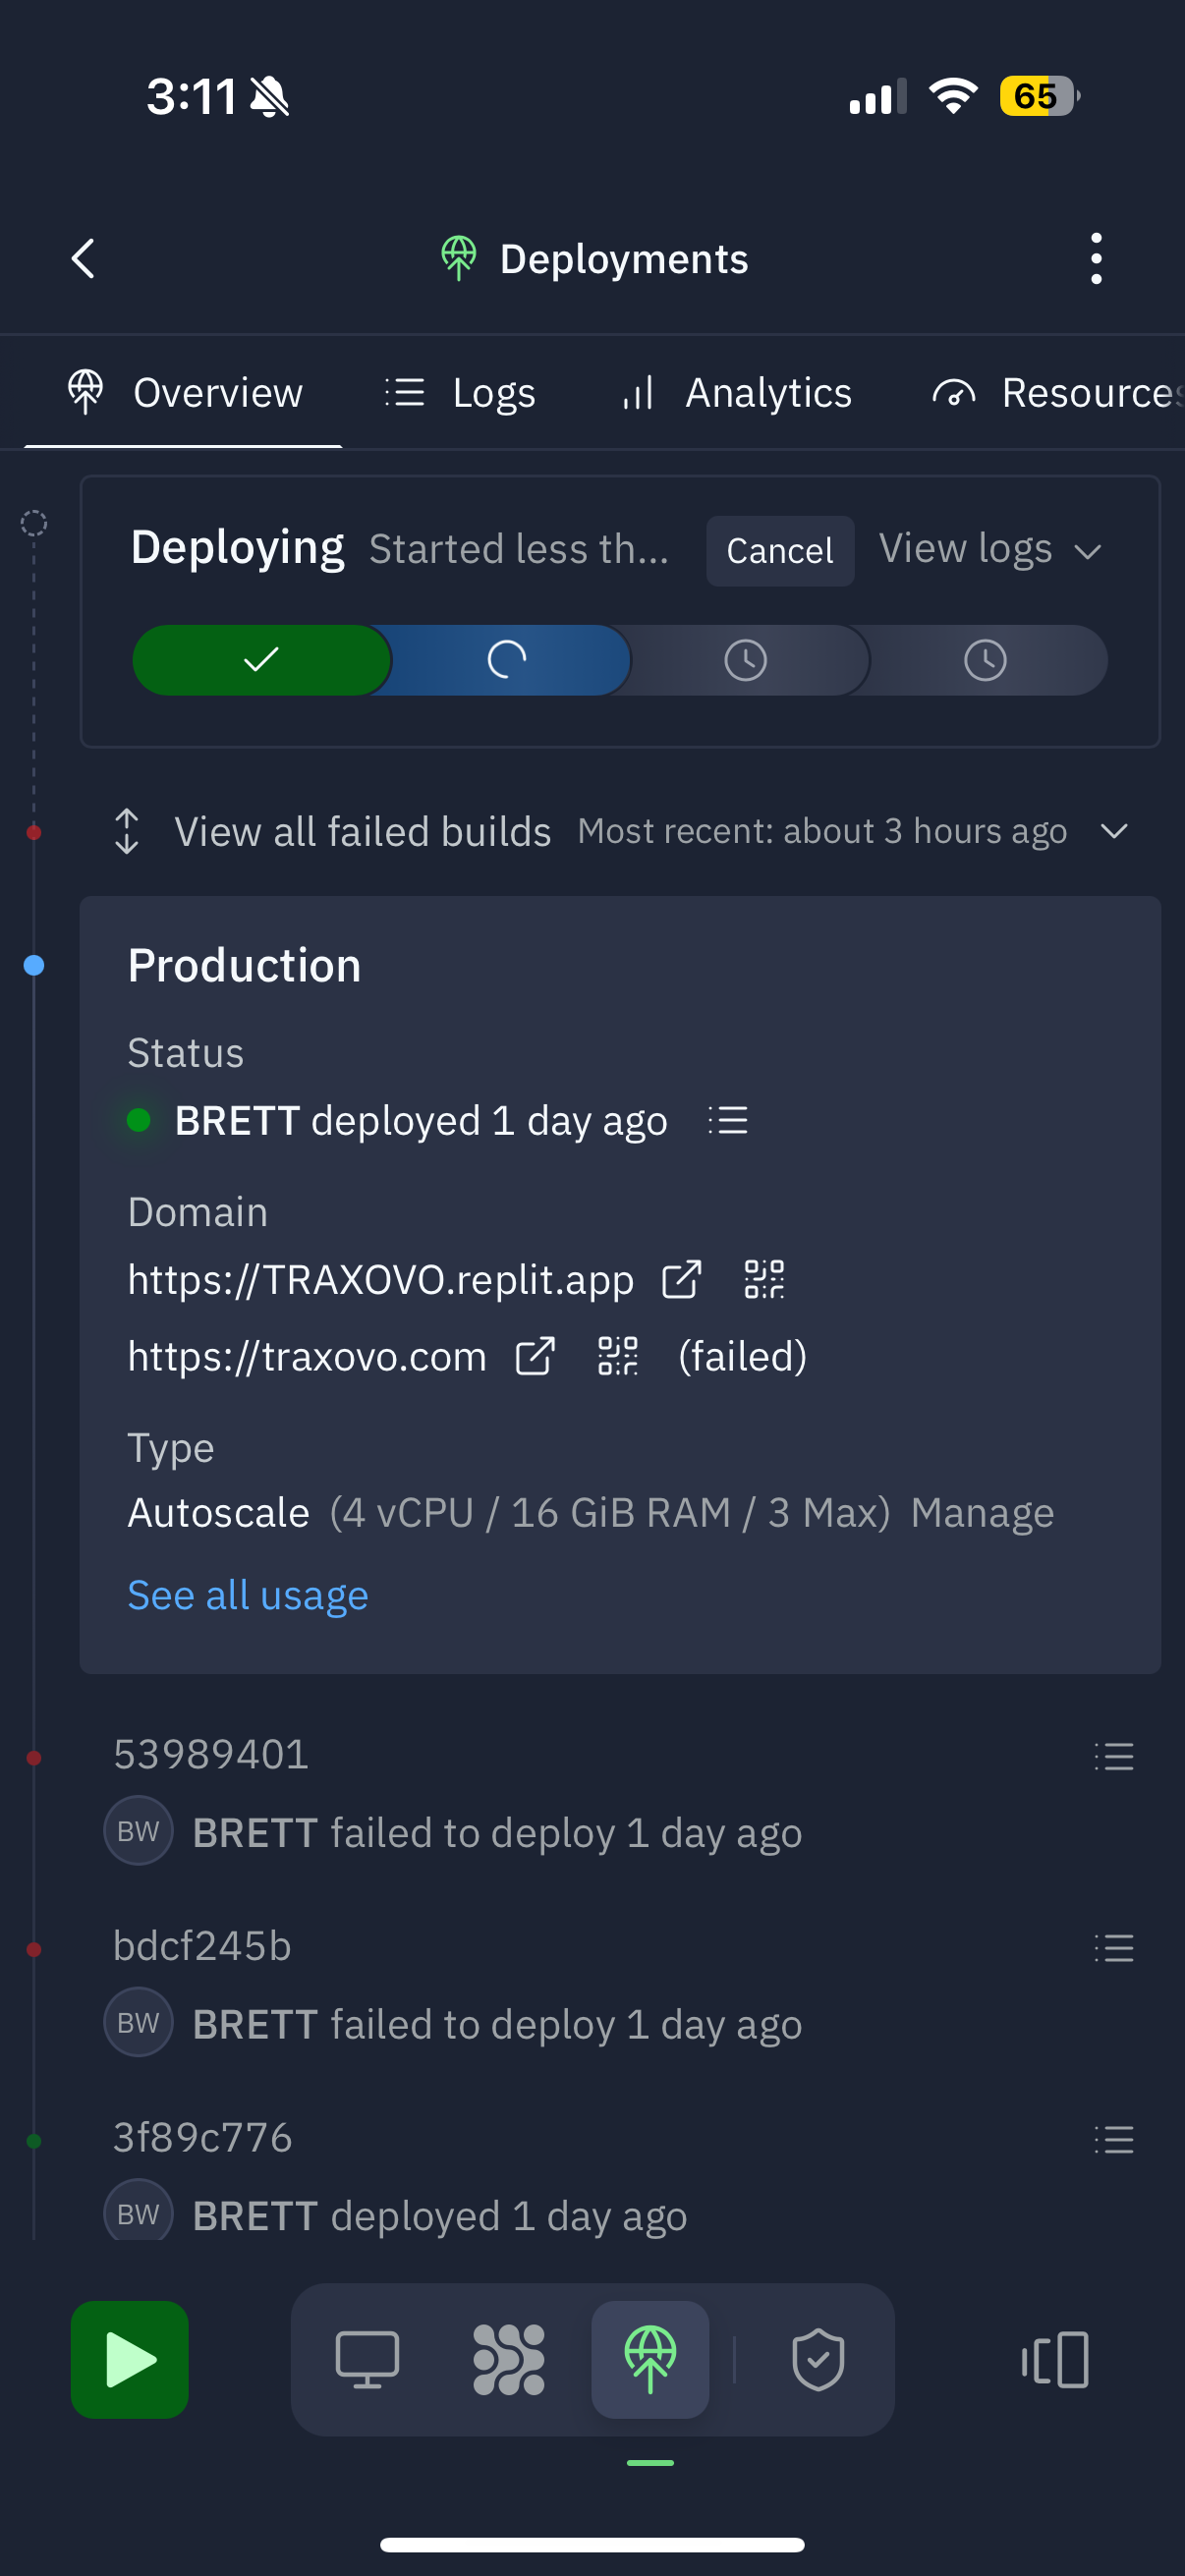 3:11
65
Deployments
Overview Logs Analytics Resources
Deploying Started less th... Cancel View logs
View all failed builds Most recent: about 3 hours ago
Production
Status
BRETT deployed 1 day ago
Domain
https://TRAXOVO.replit.app
https://traxovo.com (failed)
Type
Autoscale (4 vCPU / 16 GiB RAM / 3 Max) Manage
See all usage
53989401
BW BRETT failed to deploy 1 day ago
bdcf245b
BW BRETT failed to deploy 1 day ago
3f89c776
BW BRETT deployed 1 day ago